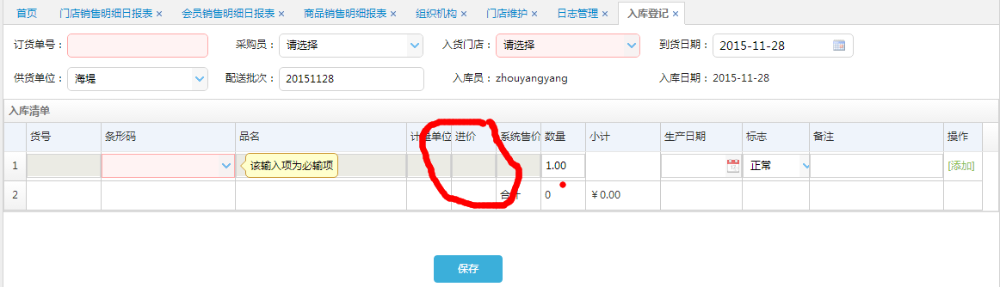 首页 门店销售明细日报表 × 会员销售明细日报表 × 商品销售明细报表 × 组织机构 × 门店维护 × 日志管理 × 入库登记 ×
订货单号： 采购员： 请选择 入货门店： 请选择 到货日期： 2015-11-28
供货单位： 海堤 配送批次： 20151128 入库员： zhouyangyang 入库日期： 2015-11-28
入库清单
货号 条形码 品名 计量单位 进价 系统售价 数量 小计 生产日期 标志 备注 操作
1 该输入项为必输项 1.00 正常 [添加]
2 合计 0 ￥0.00
保存